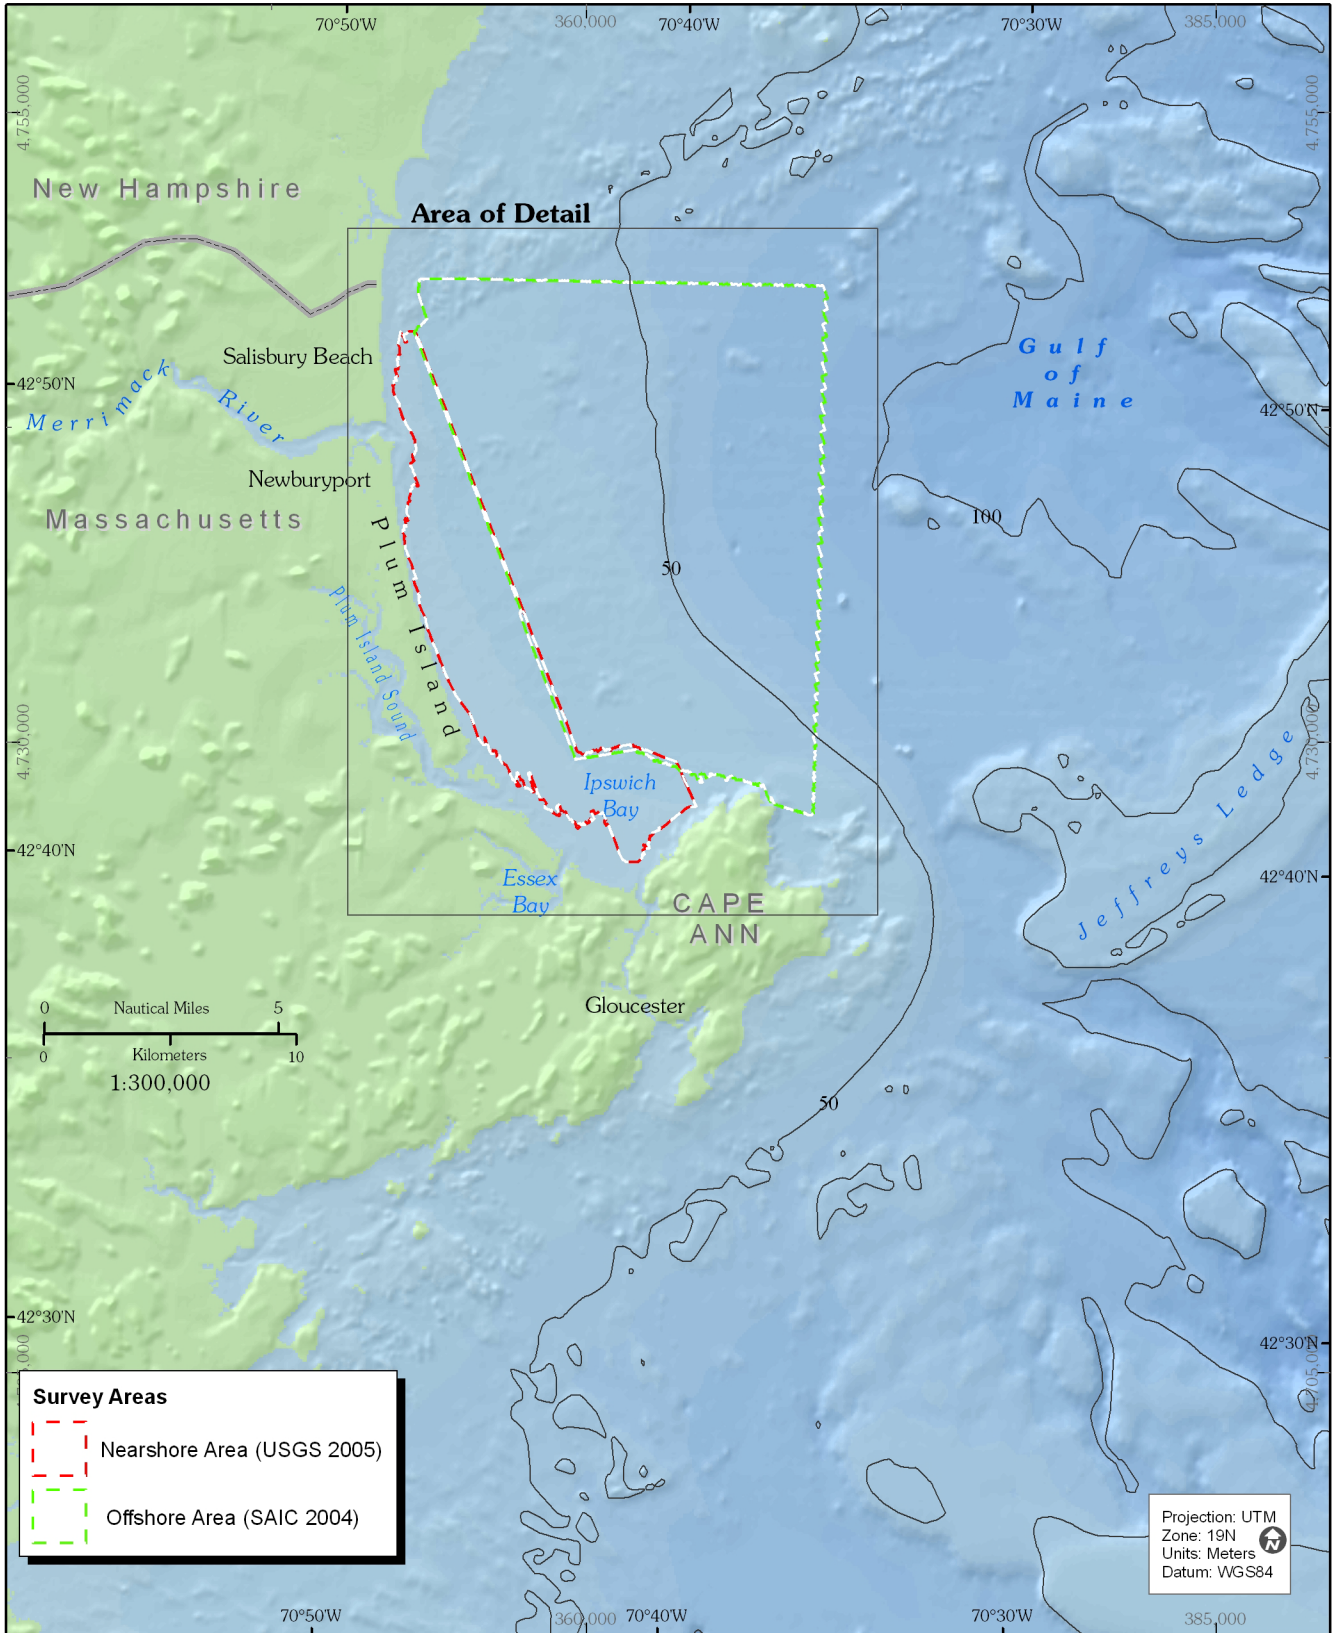 70°50'W
360,000
70°40'W
70°30'W
385,000
4,755,000
4,755,000
New Hampshire
Area of Detail
Salisbury Beach
Gulf
of
Maine
42°50'N
42°50'N
Merrimack River
Newburyport
Massachusetts
100
Plum Island
50
Plum Island Sound
4,730,000
4,730,000
Ipswich
Bay
Jeffreys Ledge
42°40'N
42°40'N
Essex
Bay
CAPE
ANN
Gloucester
0 Nautical Miles 5
0 Kilometers 10
1:300,000
50
42°30'N
42°30'N
,000
4,705,000
Survey Areas
Nearshore Area (USGS 2005)
Offshore Area (SAIC 2004)
Projection: UTM
Zone: 19N
Units: Meters
Datum: WGS84
N
70°50'W
360,000
70°40'W
70°30'W
385,000